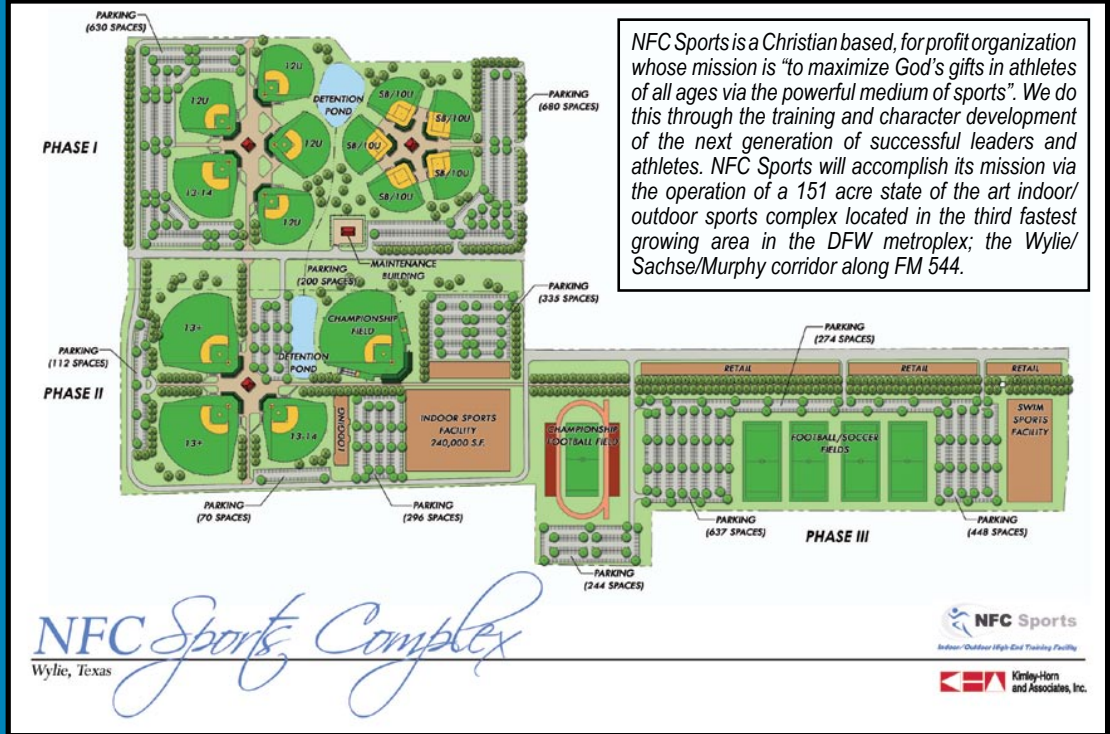 PARKING
(630 SPACES)
NFC Sports is a Christian based, for profit organization
whose mission is “to maximize God’s gifts in athletes
of all ages via the powerful medium of sports”. We do
this through the training and character development
of the next generation of successful leaders and
athletes. NFC Sports will accomplish its mission via
the operation of a 151 acre state of the art indoor/
outdoor sports complex located in the third fastest
growing area in the DFW metroplex; the Wylie/
Sachse/Murphy corridor along FM 544.
12U
12U
DETENTION
POND
SB/10U
SB/10U
PARKING
(680 SPACES)
PHASE I
12U
SB/10U
SB/10U
13-14
12U
SB/10U
MAINTENANCE
BUILDING
PARKING
(200 SPACES)
PARKING
(335 SPACES)
13+
CHAMPIONSHIP
FIELD
PARKING
(274 SPACES)
PARKING
(112 SPACES)
DETENTION
POND
PHASE II
RETAIL
RETAIL
RETAIL
13+
13-14
LODGING
INDOOR SPORTS
FACILITY
240,000 S.F.
CHAMPIONSHIP
FOOTBALL FIELD
FOOTBALL/SOCCER
FIELDS
SWIM
SPORTS
FACILITY
PARKING
(70 SPACES)
PARKING
(296 SPACES)
PARKING
(637 SPACES)
PHASE III
PARKING
(448 SPACES)
PARKING
(244 SPACES)
NFC Sports Complex
Wylie, Texas
NFC Sports
Indoor/Outdoor High-End Training Facility
Kimley-Horn
and Associates, Inc.